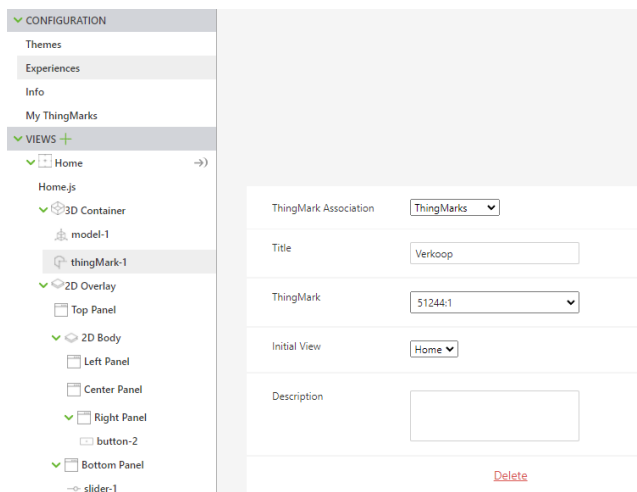 CONFIGURATION
Themes
Experiences
Info
My ThingMarks
VIEWS
Home
Home.js
3D Container
model-1
thingMark-1
2D Overlay
Top Panel
2D Body
Left Panel
Center Panel
Right Panel
button-2
Bottom Panel
slider-1
ThingMark Association ThingMarks
Title Verkoop
ThingMark 51244:1
Initial View Home
Description
Delete